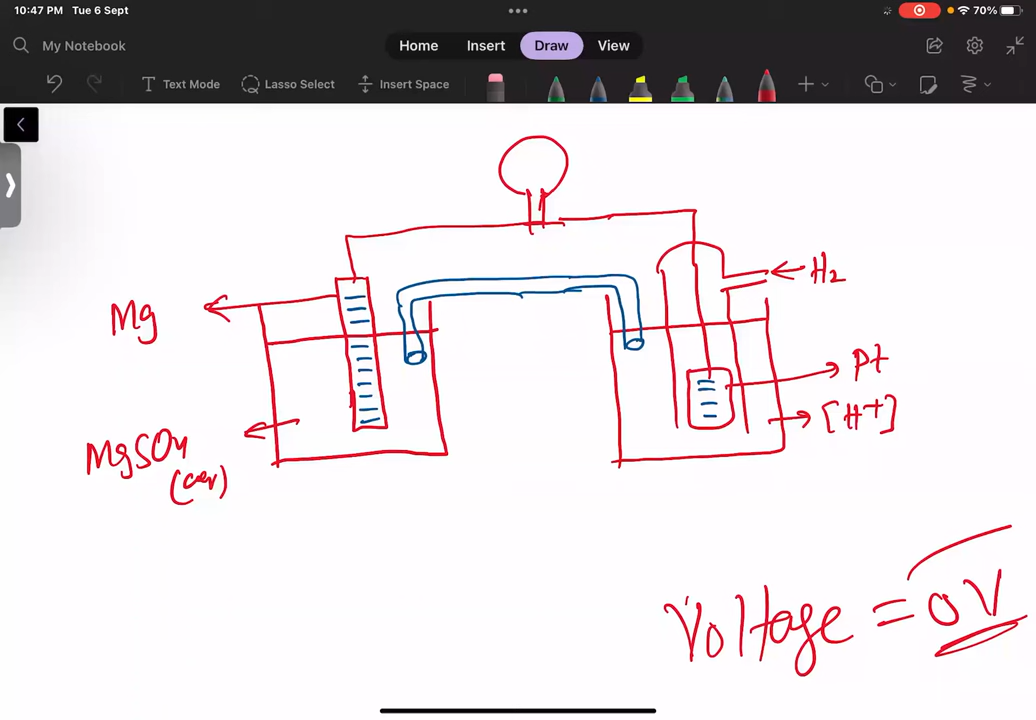 10:47 PM Tue 6 Sept
70%
My Notebook
Home Insert Draw View
Text Mode Lasso Select Insert Space
H2
Mg
Pt
[H+]
MgSO4
Voltage = 0V